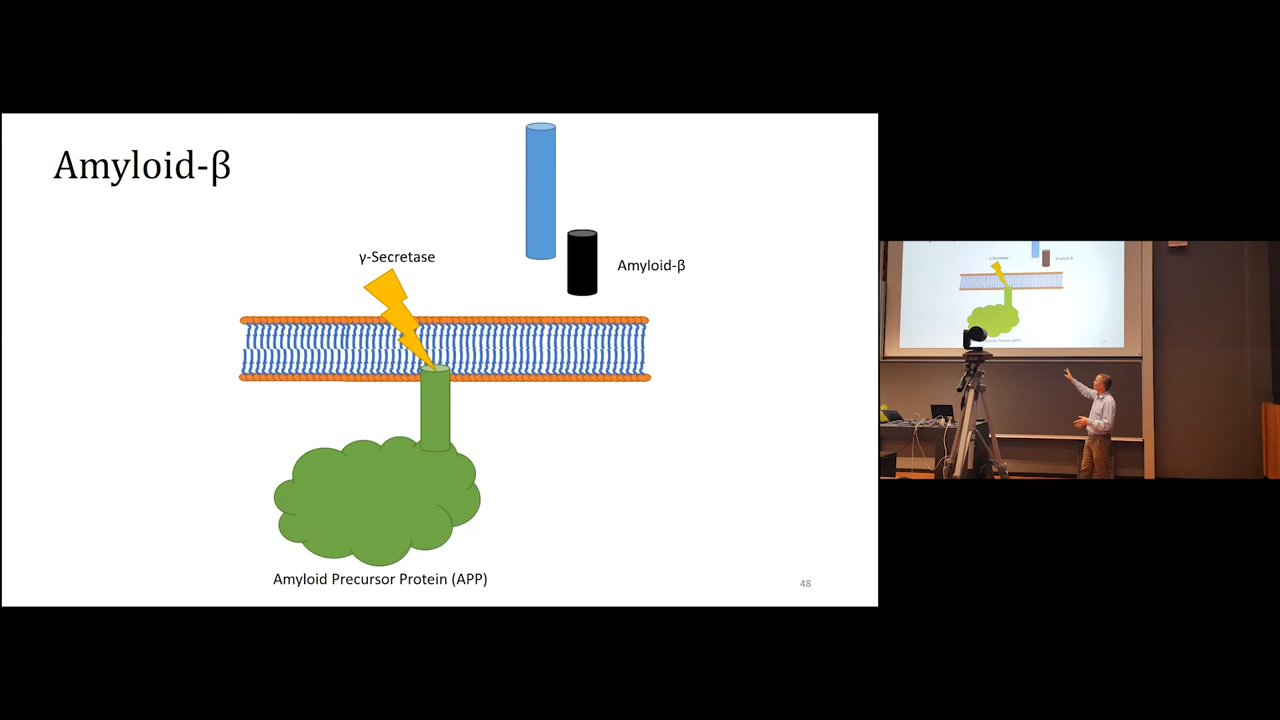 Amyloid-β
γ-Secretase
Amyloid-β
Amyloid Precursor Protein (APP)
48